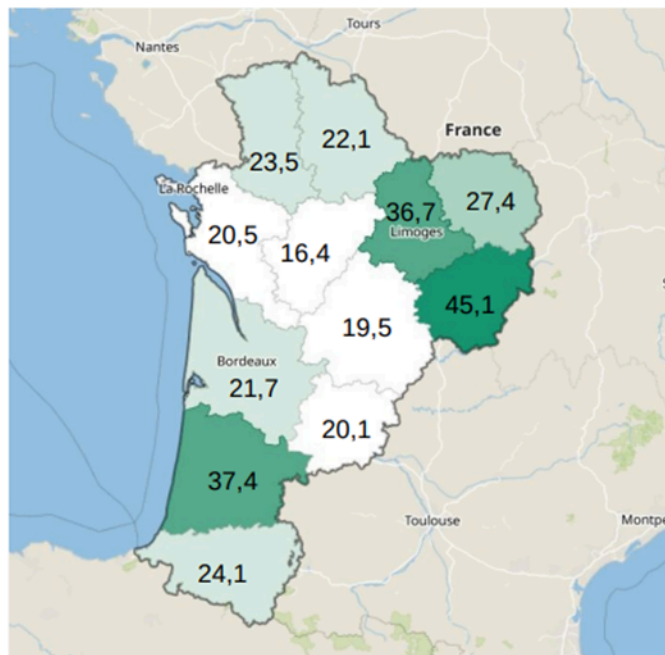 Tours
Nantes
22,1
France
23,5
La Rochelle
27,4
36,7
Limoges
20,5
16,4
45,1
19,5
Bordeaux
21,7
20,1
37,4
Toulouse
Montpe
24,1